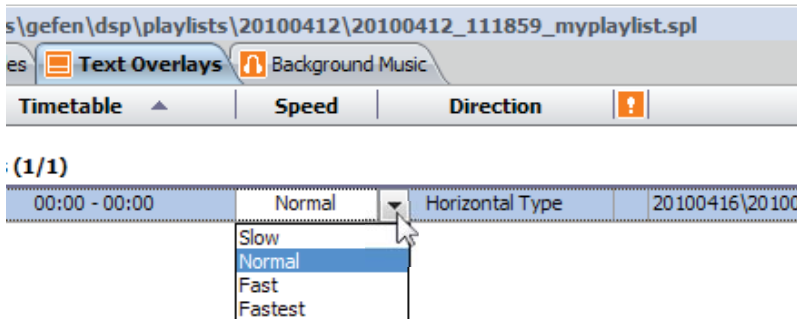 s\gefen\dsp\playlists\20100412\20100412_111859_myplaylist.spl
es Text Overlays Background Music
Timetable Speed Direction !
(1/1)
00:00 - 00:00 Normal Horizontal Type 20100416\20100
Slow
Normal
Fast
Fastest